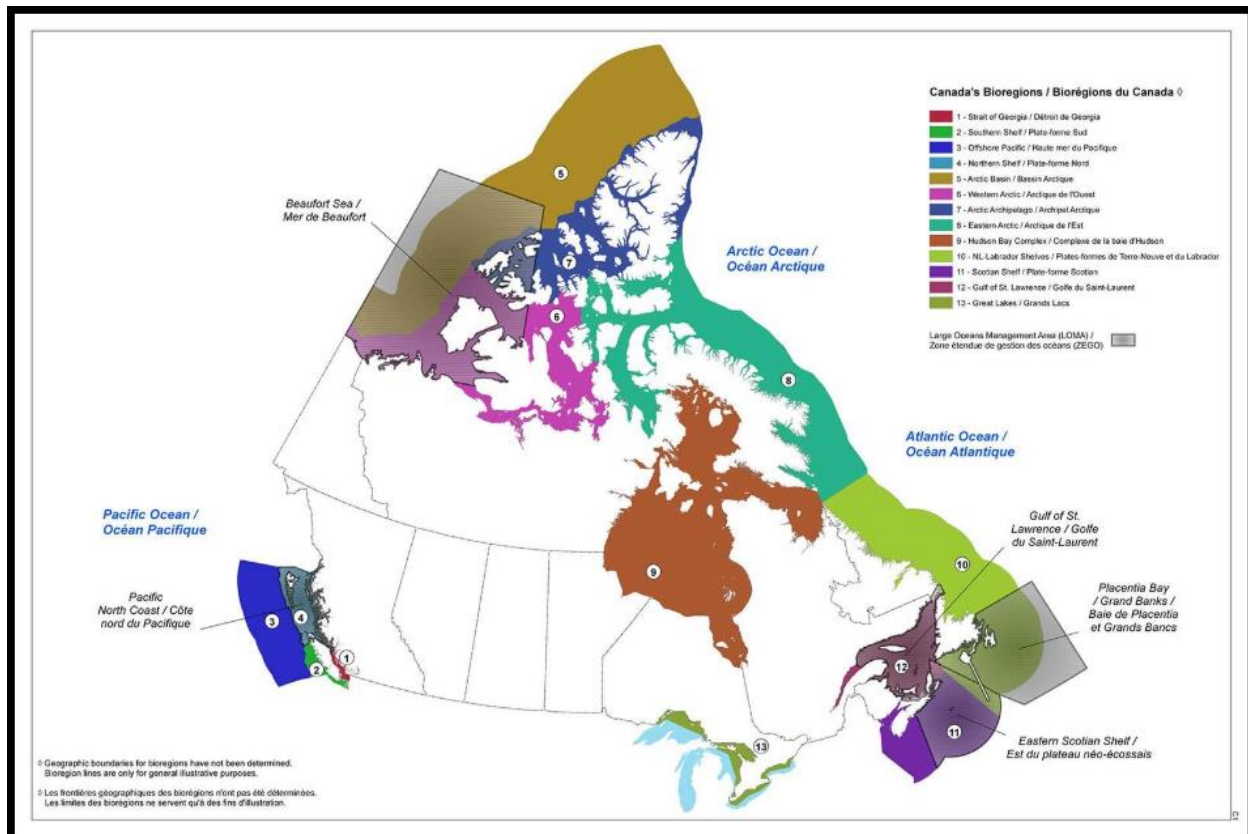 Canada's Bioregions / Biorégions du Canada ◊
1 - Strait of Georgia / Détroit de Georgia
2 - Southern Shelf / Plate-forme Sud
3 - Offshore Pacific / Haute mer du Pacifique
4 - Northern Shelf / Plate-forme Nord
5 - Arctic Basin / Bassin Arctique
6 - Western Arctic / Arctique de l'Ouest
7 - Arctic Archipelago / Archipel Arctique
8 - Eastern Arctic / Arctique de l'Est
9 - Hudson Bay Complex / Complexe de la baie d'Hudson
10 - NL-Labrador Shelves / Plates-formes de Terre-Neuve et du Labrador
11 - Scotian Shelf / Plate-forme Scotian
12 - Gulf of St. Lawrence / Golfe du Saint-Laurent
13 - Great Lakes / Grands Lacs
Large Oceans Management Area (LOMA) /
Zone étendue de gestion des océans (ZEGO)
5
Beaufort Sea /
Mer de Beaufort
Arctic Ocean /
Océan Arctique
7
6
8
Atlantic Ocean /
Océan Atlantique
Pacific Ocean /
Océan Pacifique
Gulf of St.
Lawrence / Golfe
du Saint-Laurent
10
9
Placentia Bay
/ Grand Banks /
Baie de Placentia
et Grands Bancs
Pacific
North Coast / Côte
nord du Pacifique
3
4
1
2
12
11
13
Eastern Scotian Shelf /
Est du plateau néo-écossais
◊ Geographic boundaries for bioregions have not been determined.
Bioregion lines are only for general illustrative purposes.
◊ Les frontières géographiques des biorégions n'ont pas été déterminées.
Les limites des biorégions ne servent qu'à des fins d'illustration.